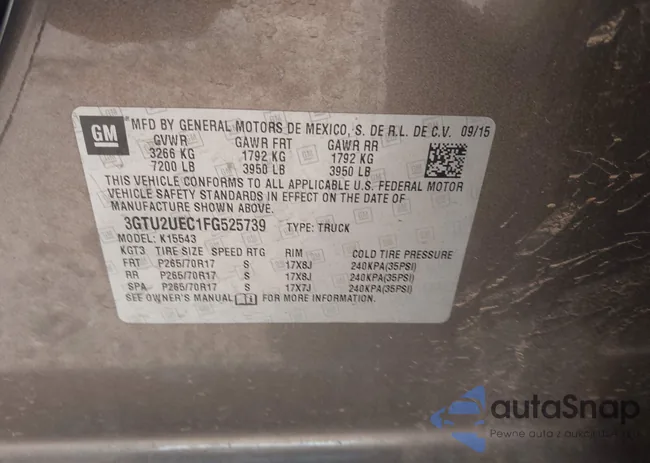 GM
MFD BY GENERAL MOTORS DE MEXICO, S. DE R.L. DE C.V. 09/15
GVWR GAWR FRT GAWR RR
3266 KG 1792 KG 1792 KG
7200 LB 3950 LB 3950 LB
THIS VEHICLE CONFORMS TO ALL APPLICABLE U.S. FEDERAL MOTOR
VEHICLE SAFETY STANDARDS IN EFFECT ON THE DATE OF
MANUFACTURE SHOWN ABOVE.
3GTU2UEC1FG525739 TYPE: TRUCK
MODEL: K15543
KGT3 TIRE SIZE SPEED RTG RIM COLD TIRE PRESSURE
FRT P265/70R17 S 17X8J 240KPA(35PSI)
RR P265/70R17 S 17X8J 240KPA(35PSI)
SPA P265/70R17 S 17X7J 240KPA(35PSI)
SEE OWNER'S MANUAL FOR MORE INFORMATION.
autaSnap
Pewne auta z aukcji